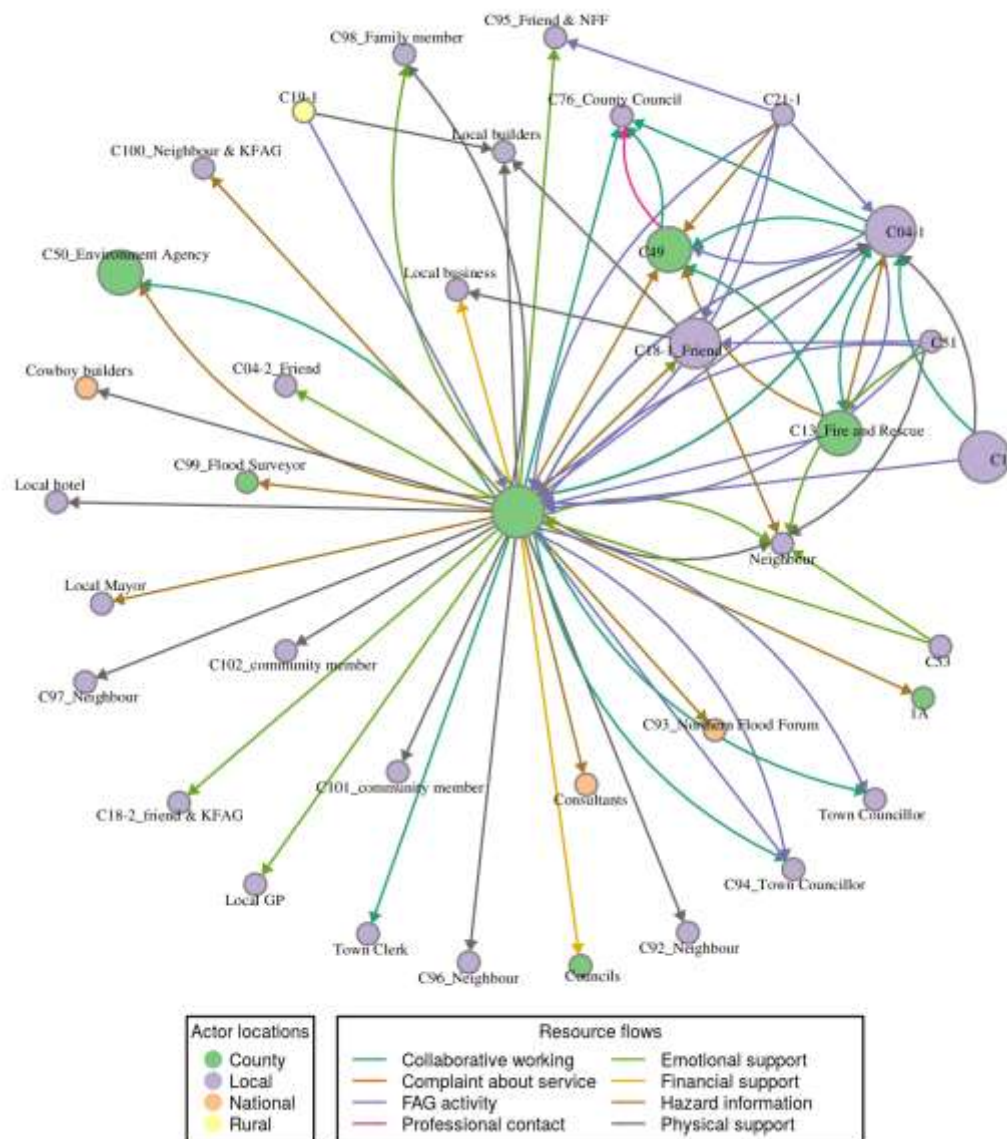 C95_Friend & NFF
C98_Family member
C19-1
C76_County Council
C21-1
Local builders
C100_Neighbour & KFAG
C04-1
C49
C50_Environment Agency
Local business
C18-1_Friend
C51
Cowboy builders
C04-2_Friend
C13_Fire and Rescue
C1
C99_Flood Surveyor
Local hotel
Neighbour
Local Mayor
C102_community member
C53
C97_Neighbour
C93_Northern Flood Forum
C101_community member
Consultants
C18-2_friend & KFAG
Town Councillor
Local GP
C94_Town Councillor
Town Clerk
C96_Neighbour
Councils
C92_Neighbour
Actor locations
County
Local
National
Rural
Resource flows
Collaborative working
Complaint about service
FAG activity
Professional contact
Emotional support
Financial support
Hazard information
Physical support